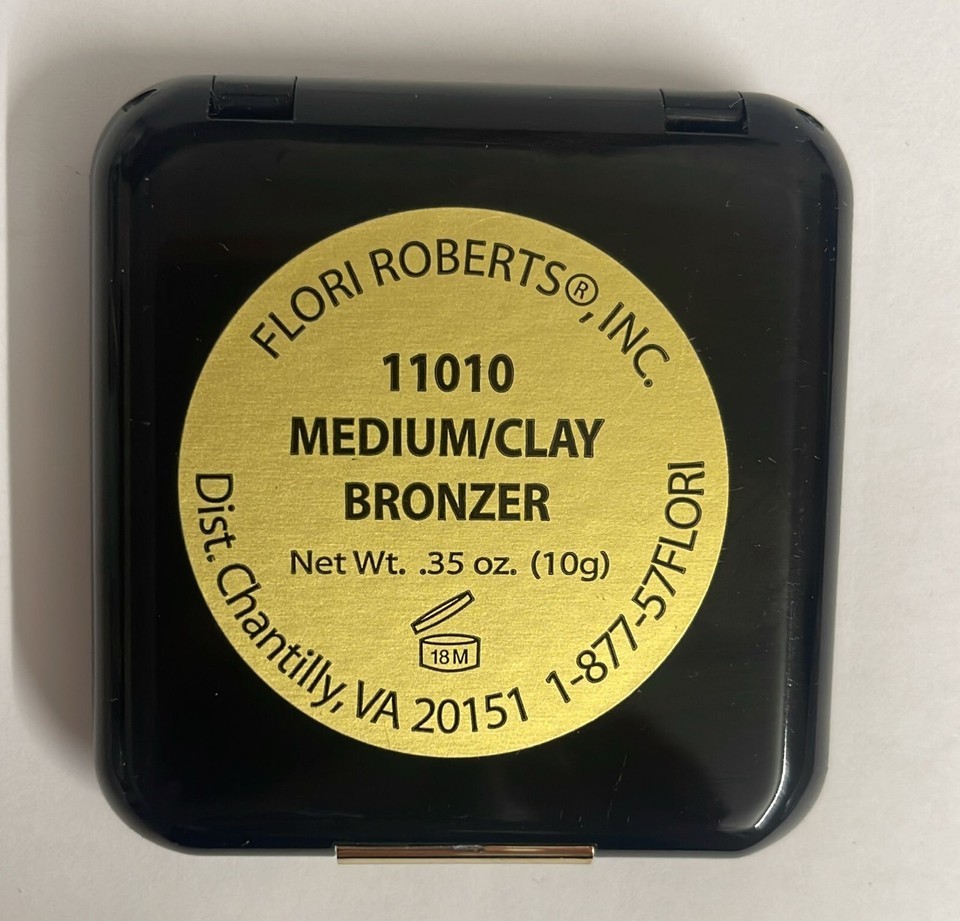 FLORI ROBERTS®, INC.
11010
MEDIUM/CLAY
BRONZER
Net Wt. .35 oz. (10g)
18M
Dist. Chantilly, VA 20151 1-877-57FLORI